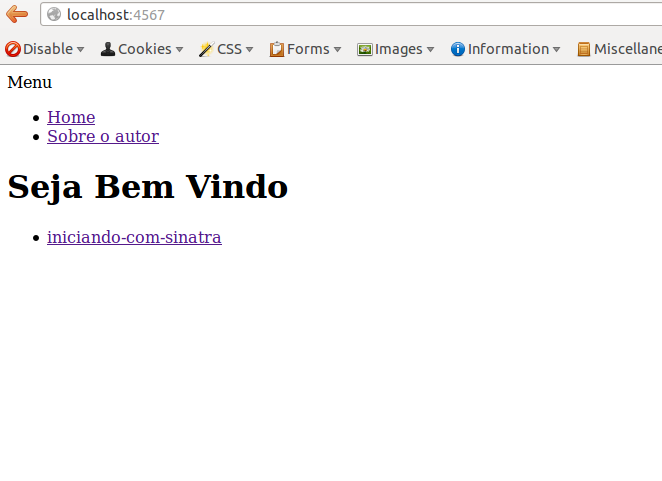 localhost:4567
Disable Cookies CSS Forms Images Information Miscellane
Menu
Home
Sobre o autor
Seja Bem Vindo
iniciando-com-sinatra